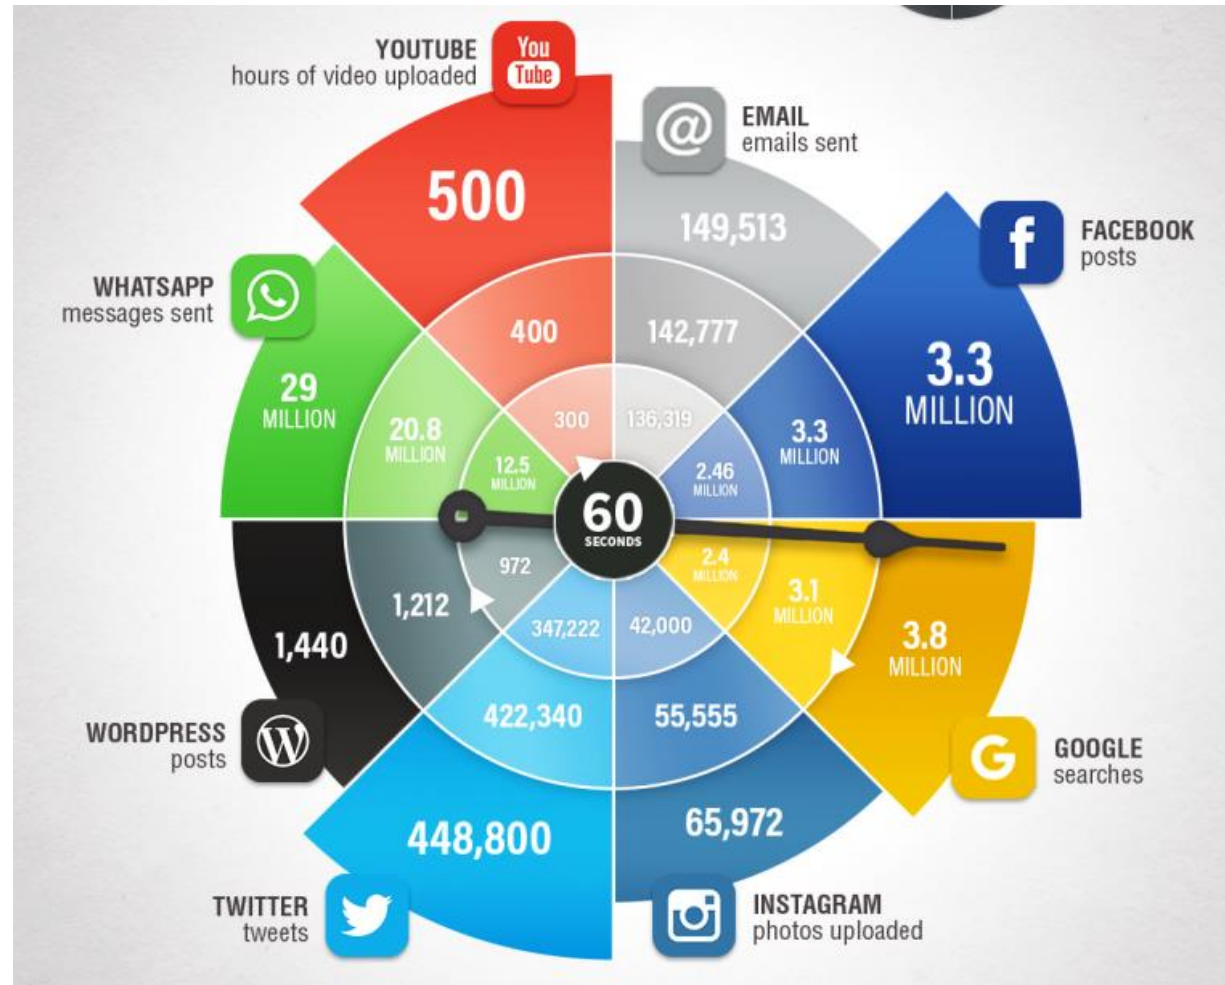 YOUTUBE
hours of video uploaded
You
Tube
500
400
300
@
EMAIL
emails sent
149,513
142,777
136,319
f
FACEBOOK
posts
3.3
MILLION
3.3
MILLION
2.46
MILLION
WHATSAPP
messages sent
29
MILLION
20.8
MILLION
12.5
MILLION
60
SECONDS
G
GOOGLE
searches
3.8
MILLION
3.1
MILLION
2.4
MILLION
W
WORDPRESS
posts
1,440
1,212
972
TWITTER
tweets
448,800
422,340
347,222
INSTAGRAM
photos uploaded
65,972
55,555
42,000